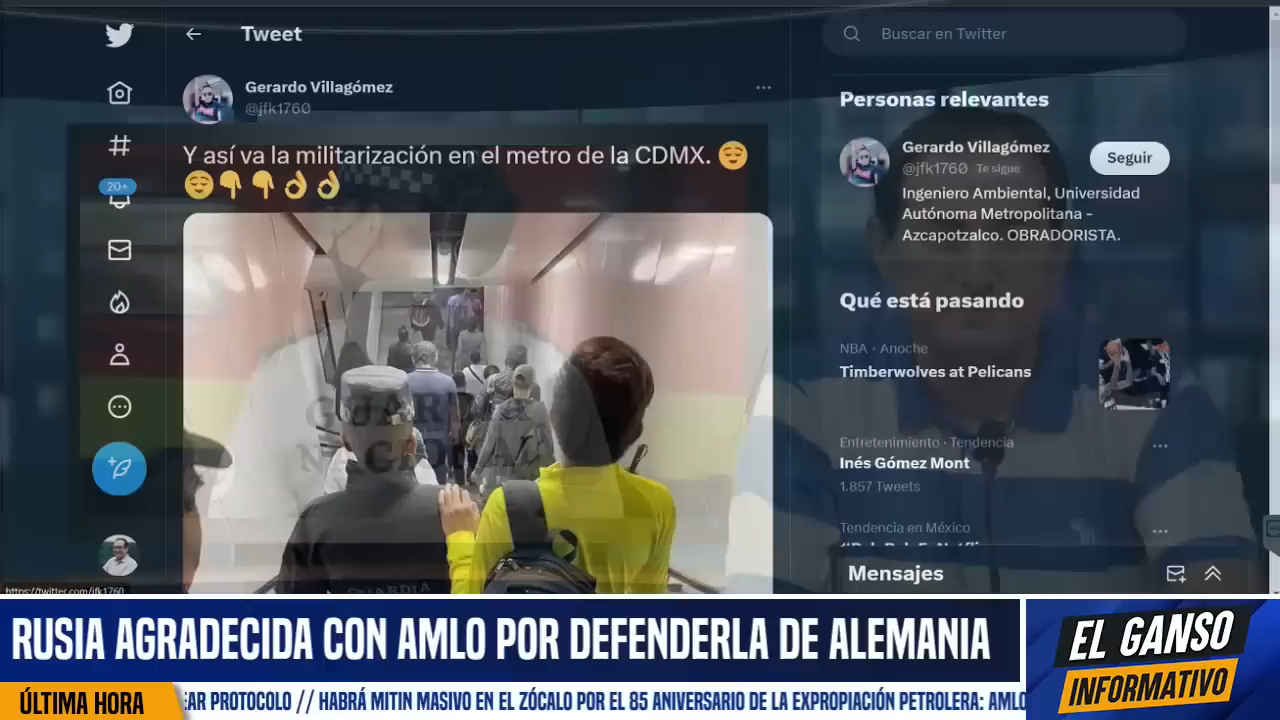 Tweet
Buscar en Twitter
Gerardo Villagómez
@jfk1760
Y así va la militarización en el metro de la CDMX. 😌
😌👇👇👌👌
20+
Personas relevantes
Gerardo Villagómez
@jfk1760 Te sigue
Seguir
Ingeniero Ambiental, Universidad
Autónoma Metropolitana -
Azcapotzalco. OBRADORISTA.
Qué está pasando
NBA · Anoche
Timberwolves at Pelicans
Entretenimiento · Tendencia
Inés Gómez Mont
1.857 Tweets
Tendencia en México
Mensajes
GUARDIA
NACIONAL
GUARDIA
https://twitter.com/jfk1760
RUSIA AGRADECIDA CON AMLO POR DEFENDERLA DE ALEMANIA
EL GANSO
INFORMATIVO
ÚLTIMA HORA
EAR PROTOCOLO // HABRÁ MITIN MASIVO EN EL ZÓCALO POR EL 85 ANIVERSARIO DE LA EXPROPIACIÓN PETROLERA: AMLO